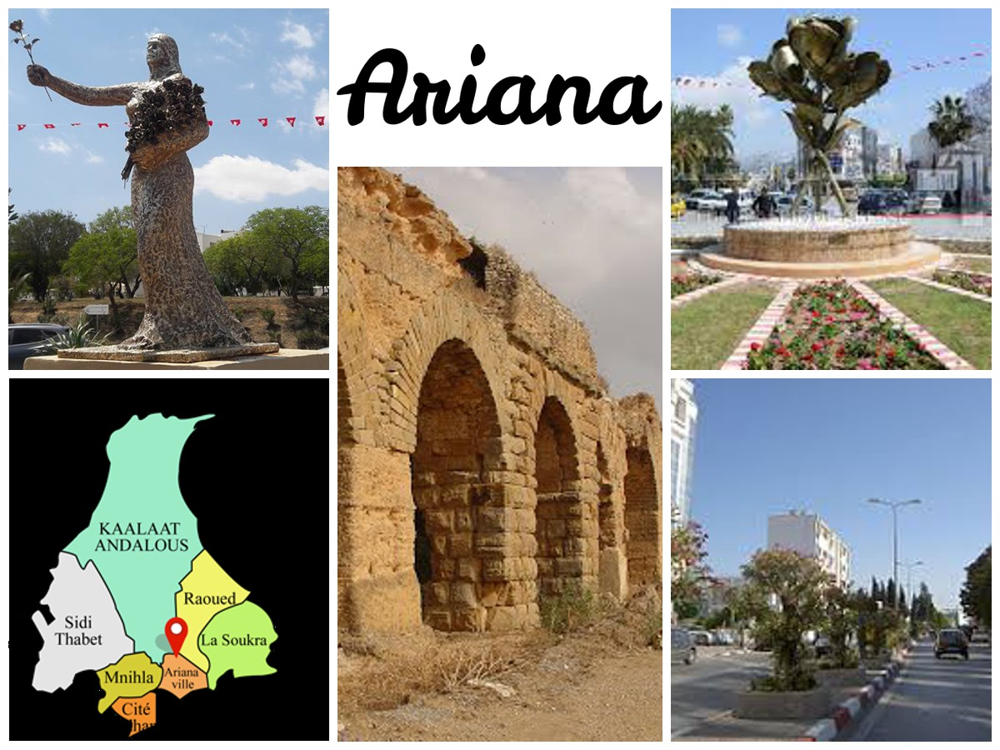 Ariana
KAALAAT
ANDALOUS
Raoued
Sidi
Thabet
La Soukra
Mnihla
Ariana
ville
Cité